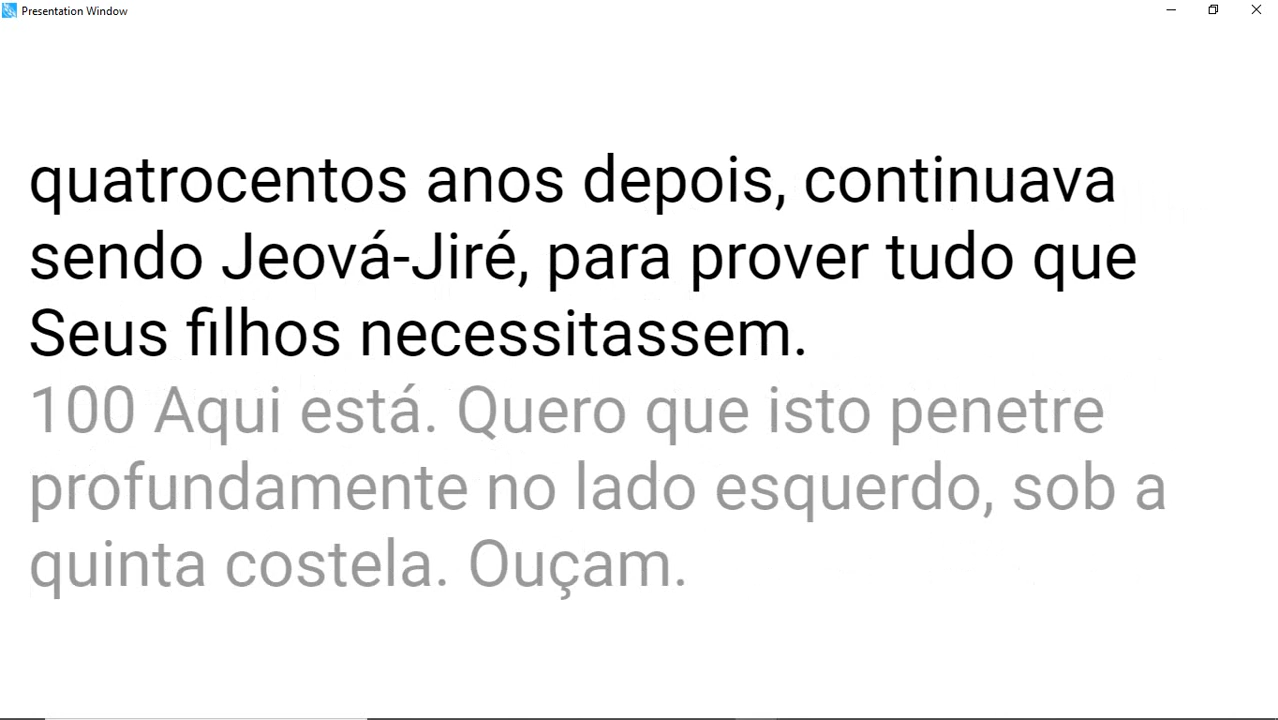 Presentation Window
quatrocentos anos depois, continuava
sendo Jeová-Jiré, para prover tudo que
Seus filhos necessitassem.
100 Aqui está. Quero que isto penetre
profundamente no lado esquerdo, sob a
quinta costela. Ouçam.